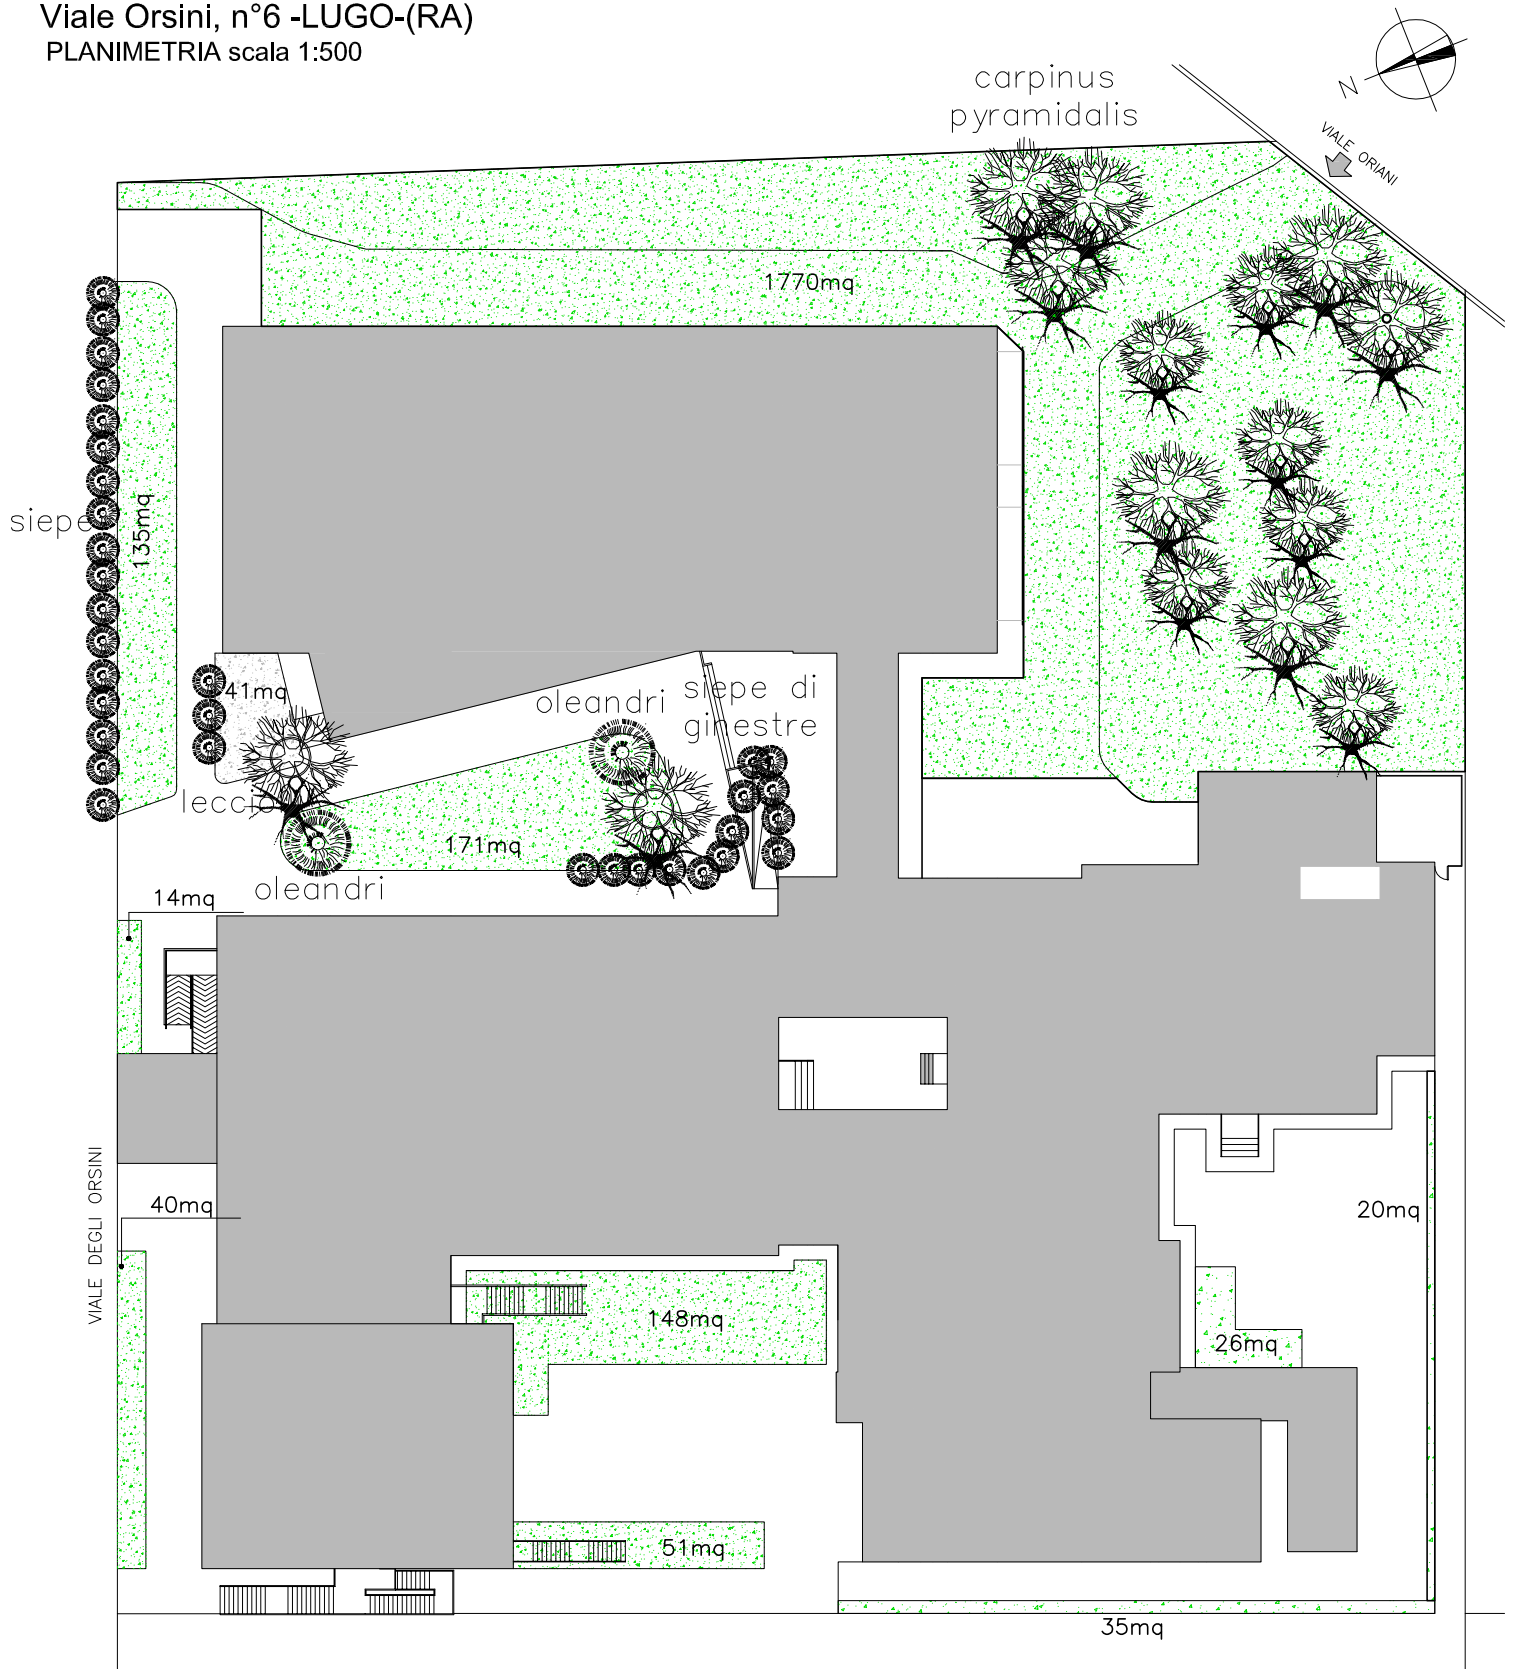 Viale Orsini, n°6 -LUGO-(RA)
PLANIMETRIA scala 1:500
carpinus
pyramidalis
N
VIALE ORIANI
1770mq
siepe
135mq
41mq
oleandri
siepe di
ginestre
leccio
171mq
oleandri
14mq
VIALE DEGLI ORSINI
40mq
20mq
148mq
26mq
51mq
35mq